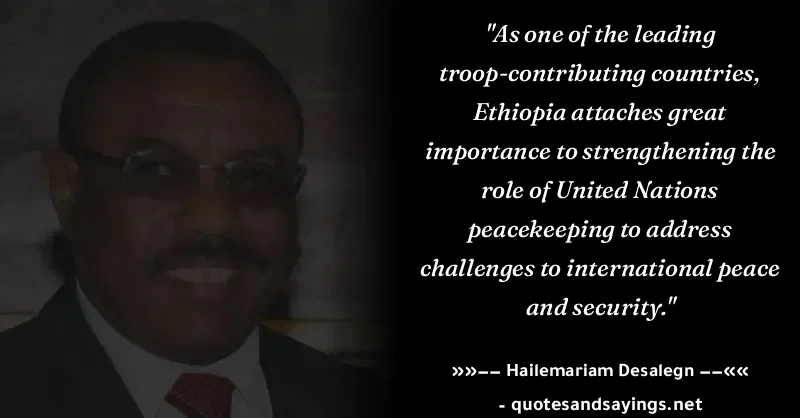 "As one of the leading
troop-contributing countries,
Ethiopia attaches great
importance to strengthening the
role of United Nations
peacekeeping to address
challenges to international peace
and security."
»»–– Hailemariam Desalegn ––««
- quotesandsayings.net